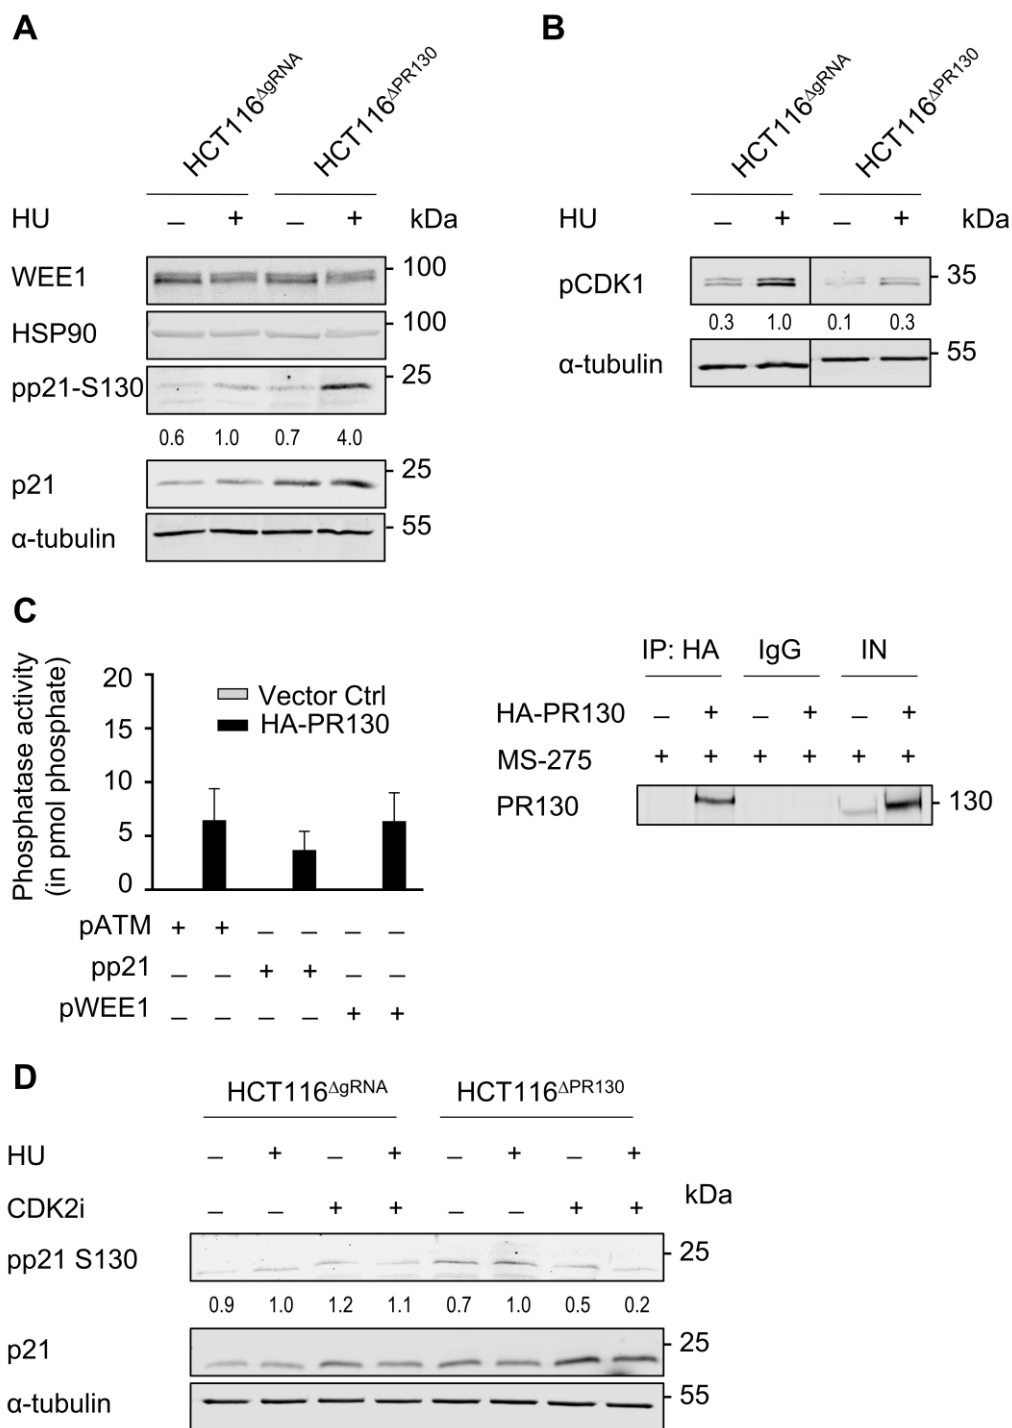 A
HCT116ΔgRNA
HCT116ΔPR130
HU – + – + kDa
WEE1 100
HSP90 100
pp21-S130 25
0.6 1.0 0.7 4.0
p21 25
α-tubulin 55
B
HCT116ΔgRNA
HCT116ΔPR130
HU – + – + kDa
pCDK1 35
0.3 1.0 0.1 0.3
α-tubulin 55
C
Phosphatase activity
(in pmol phosphate)
20
15
10
5
0
Vector Ctrl
HA-PR130
pATM + + – – – –
pp21 – – + + – –
pWEE1 – – – – + +
IP: HA IgG IN
HA-PR130 – + – + – +
MS-275 + + + + + +
PR130 130
D
HCT116ΔgRNA HCT116ΔPR130
HU – + – + – + – +
CDK2i – – + + – – + + kDa
pp21 S130 25
0.9 1.0 1.2 1.1 0.7 1.0 0.5 0.2
p21 25
α-tubulin 55